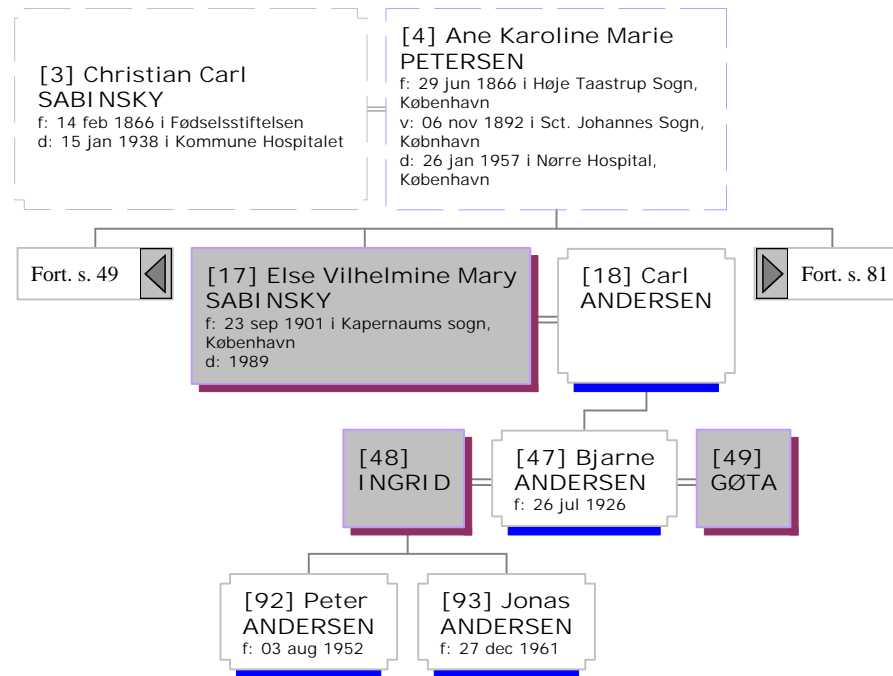 [3] Christian Carl
SABINSKY
f: 14 feb 1866 i Fødselsstiftelsen
d: 15 jan 1938 i Kommune Hospitalet
[4] Ane Karoline Marie
PETERSEN
f: 29 jun 1866 i Høje Taastrup Sogn,
København
v: 06 nov 1892 i Sct. Johannes Sogn,
Købnhavn
d: 26 jan 1957 i Nørre Hospital,
København
Fort. s. 49
[17] Else Vilhelmine Mary
SABINSKY
f: 23 sep 1901 i Kapernaums sogn,
København
d: 1989
[18] Carl
ANDERSEN
Fort. s. 81
[48]
INGRID
[47] Bjarne
ANDERSEN
f: 26 jul 1926
[49]
GØTA
[92] Peter
ANDERSEN
f: 03 aug 1952
[93] Jonas
ANDERSEN
f: 27 dec 1961